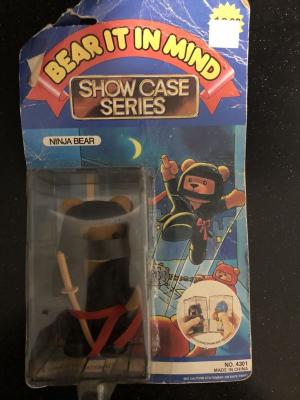 BEAR IT IN MIND
SHOW CASE
SERIES
NINJA BEAR
NO. 4301
MADE IN CHINA